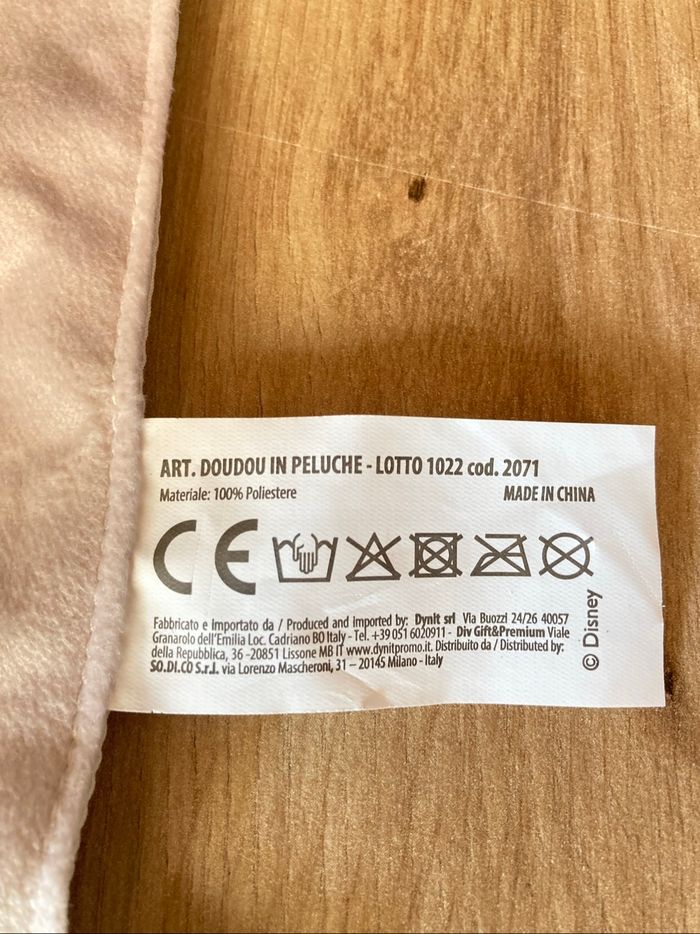 ART. DOUDOU IN PELUCHE - LOTTO 1022 cod. 2071
Materiale: 100% Poliestere MADE IN CHINA
CE
Fabbricato e Importato da / Produced and imported by: Dynit srl Via Buozzi 24/26 40057
Granarolo dell'Emilia Loc. Cadriano BO Italy - Tel. +39 051 6020911 - Div Gift&Premium Viale
della Repubblica, 36 -20851 Lissone MB IT www.dynitpromo.it. Distribuito da / Distributed by:
SO.DI.CO S.r.l. via Lorenzo Mascheroni, 31 – 20145 Milano - Italy
© Disney